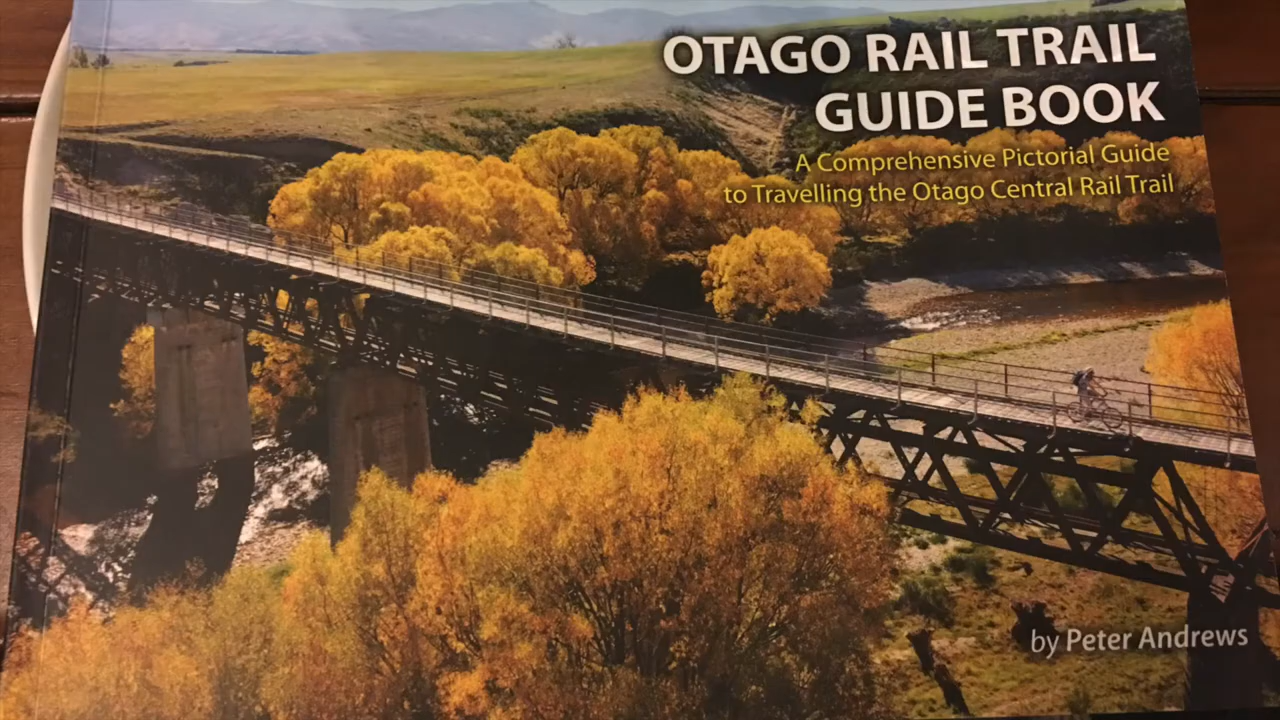 OTAGO RAIL TRAIL
GUIDE BOOK
A Comprehensive Pictorial Guide
to Travelling the Otago Central Rail Trail
by Peter Andrews